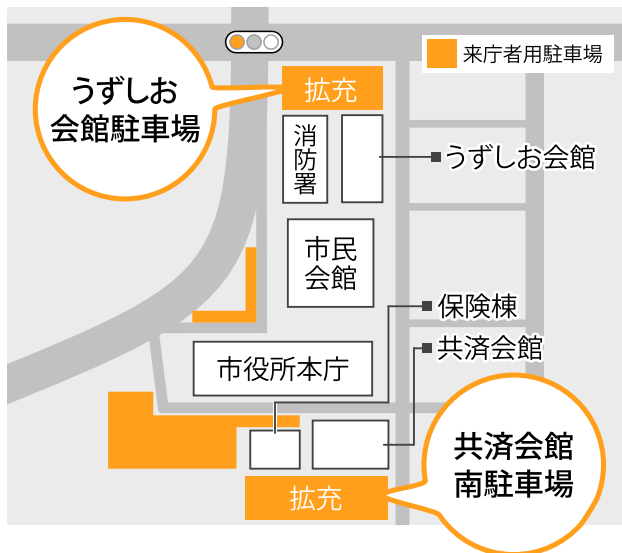 来庁者用駐車場
うずしお
会館駐車場
拡充
消防署
うずしお会館
市民
会館
保険棟
共済会館
市役所本庁
共済会館
南駐車場
拡充